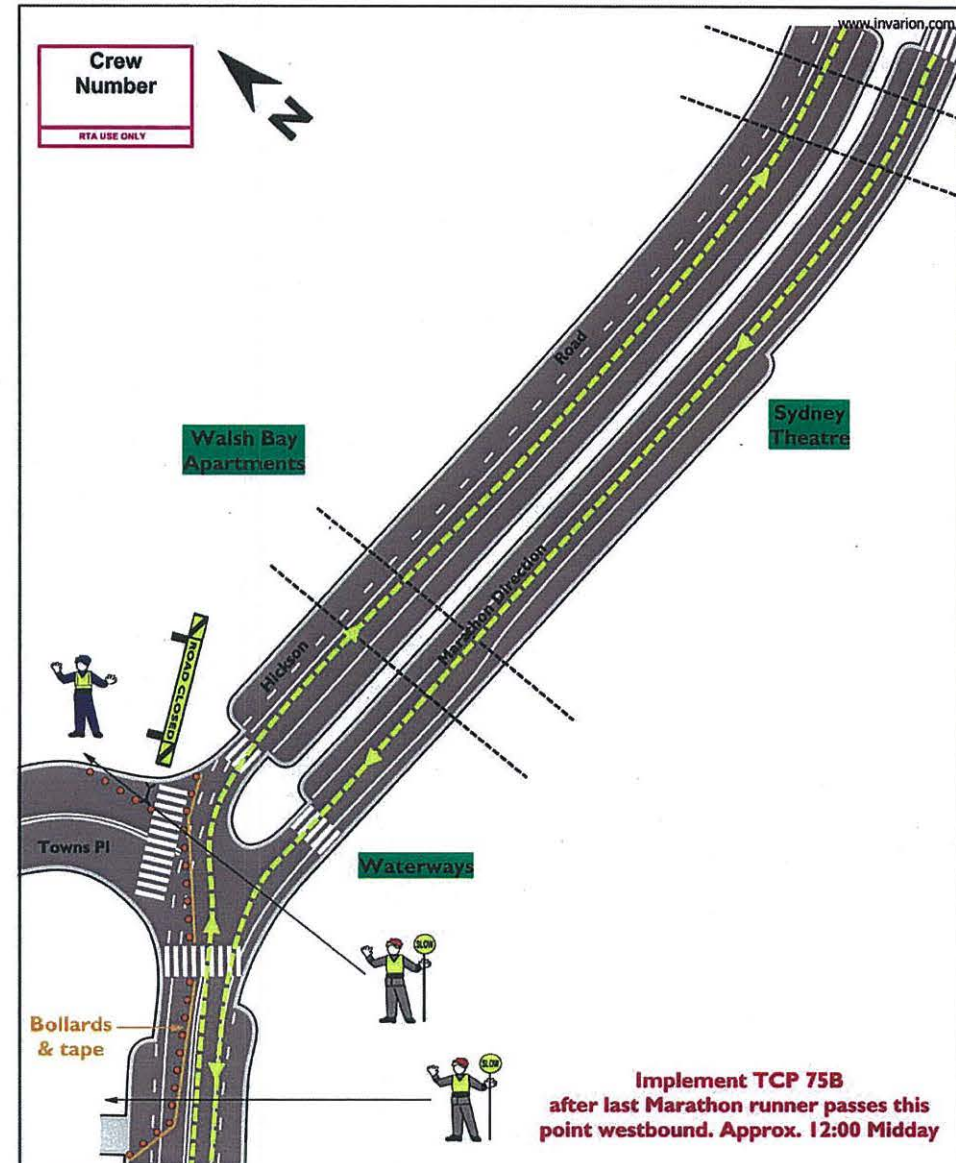 www.invarion.com
Crew
Number
RTA USE ONLY
N
Road
Walsh Bay
Apartments
Sydney
Theatre
Marathon Direction
Hickson
ROAD CLOSED
Towns Pl
Waterways
SLOW
Bollards
& tape
SLOW
Implement TCP 75B
after last Marathon runner passes this
point westbound. Approx. 12:00 Midday